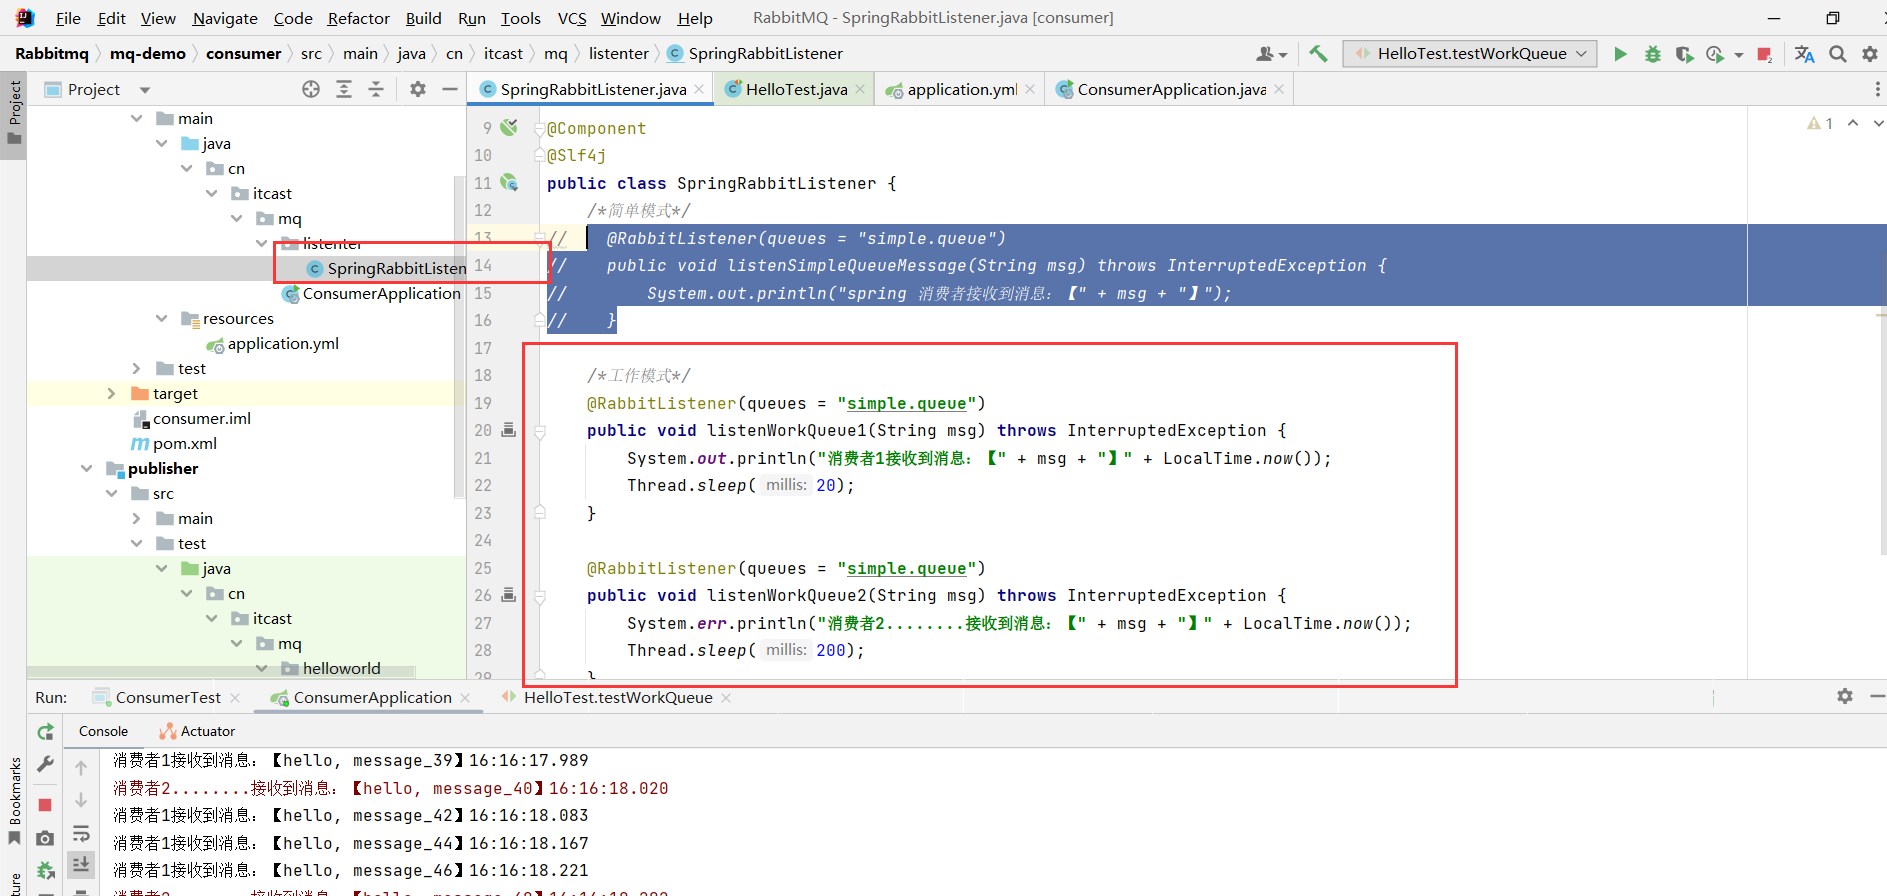 File Edit View Navigate Code Refactor Build Run Tools VCS Window Help RabbitMQ - SpringRabbitListener.java [consumer]
Rabbitmq mq-demo consumer src main java cn itcast mq listenter SpringRabbitListener HelloTest.testWorkQueue
Project
Project
SpringRabbitListener.java HelloTest.java application.yml ConsumerApplication.java
main
java
cn
itcast
mq
listenter
SpringRabbitListen
ConsumerApplication
resources
application.yml
test
target
consumer.iml
pom.xml
publisher
src
main
test
java
cn
itcast
mq
helloworld
1
9 @Component
10 @Slf4j
11 public class SpringRabbitListener {
12 /*简单模式*/
13 // @RabbitListener(queues = "simple.queue")
14 // public void listenSimpleQueueMessage(String msg) throws InterruptedException {
15 // System.out.println("spring 消费者接收到消息：【" + msg + "】");
16 // }
17
18 /*工作模式*/
19 @RabbitListener(queues = "simple.queue")
20 public void listenWorkQueue1(String msg) throws InterruptedException {
21 System.out.println("消费者1接收到消息：【" + msg + "】" + LocalTime.now());
22 Thread.sleep( millis: 20);
23 }
24
25 @RabbitListener(queues = "simple.queue")
26 public void listenWorkQueue2(String msg) throws InterruptedException {
27 System.err.println("消费者2........接收到消息：【" + msg + "】" + LocalTime.now());
28 Thread.sleep( millis: 200);
29 }
Run: ConsumerTest ConsumerApplication HelloTest.testWorkQueue
Console Actuator
Bookmarks
消费者1接收到消息：【hello, message_39】16:16:17.989
消费者2........接收到消息：【hello, message_40】16:16:18.020
消费者1接收到消息：【hello, message_42】16:16:18.083
消费者1接收到消息：【hello, message_44】16:16:18.167
消费者1接收到消息：【hello, message_46】16:16:18.221